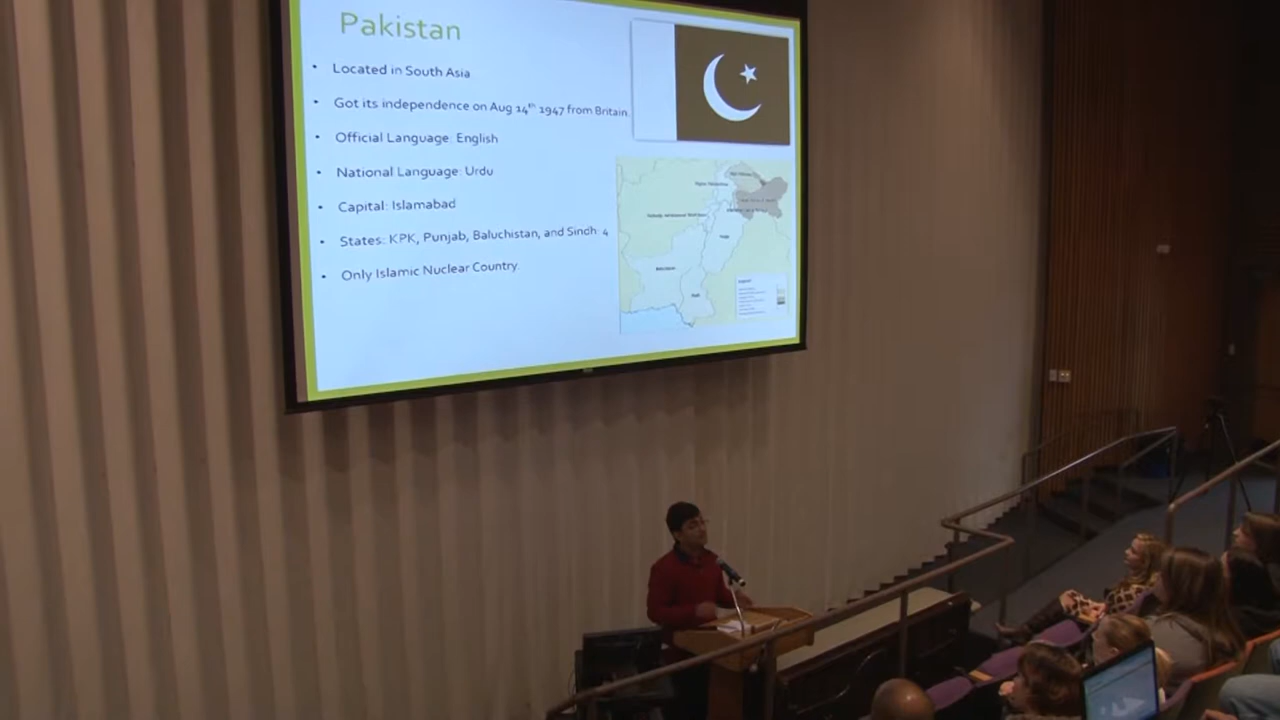 Pakistan
• Located in South Asia
• Got its independence on Aug 14th 1947 from Britain.
• Official Language: English
• National Language: Urdu
• Capital: Islamabad
• States:: KPK, Punjab, Baluchistan, and Sindh: 4
• Only Islamic Nuclear Country.